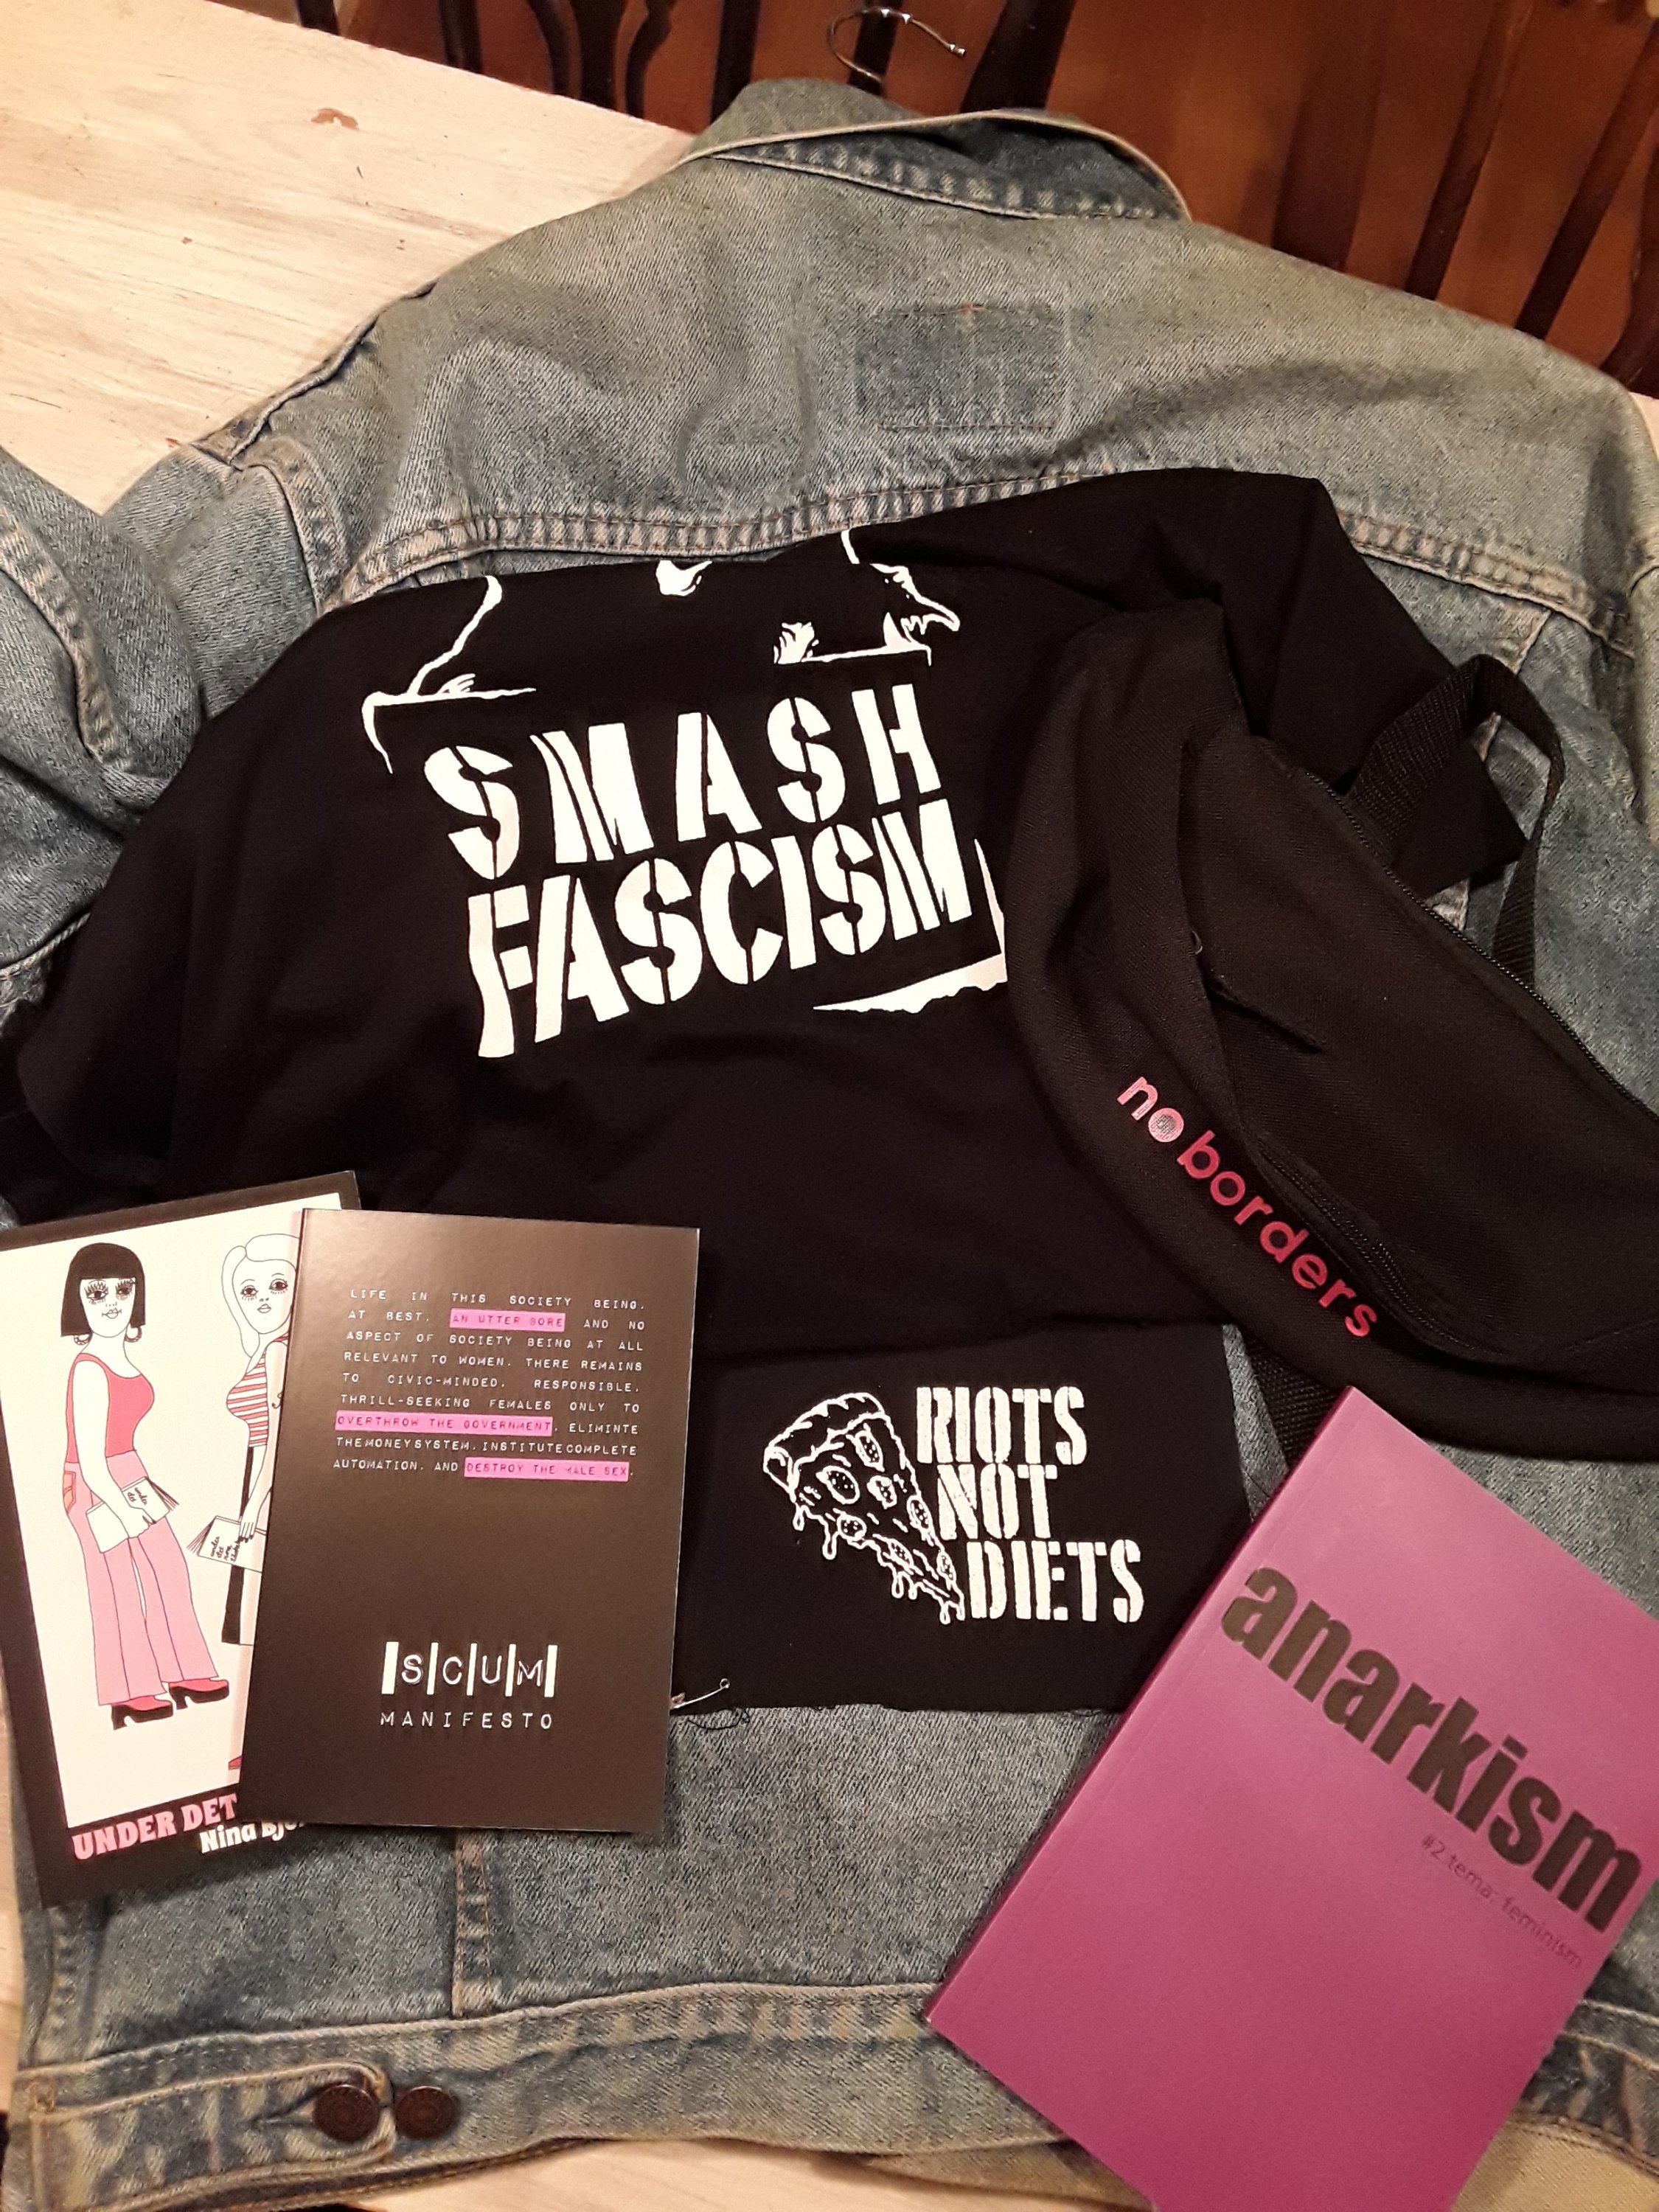 SMASH
FASCISM
no borders
LIFE IN THIS SOCIETY BEING,
AT BEST, AN UTTER BORE AND NO
ASPECT OF SOCIETY BEING AT ALL
RELEVANT TO WOMEN. THERE REMAINS
TO CIVIC-MINDED, RESPONSIBLE,
THRILL-SEEKING FEMALES ONLY TO
OVERTHROW THE GOVERNMENT, ELIMINTE
THE MONEY SYSTEM, INSTITUTE COMPLETE
AUTOMATION, AND DESTROY THE MALE SEX.
SCUM
MANIFESTO
UNDER DET
Nina
RIOTS
NOT
DIETS
anarkism
#2 tema: feminism